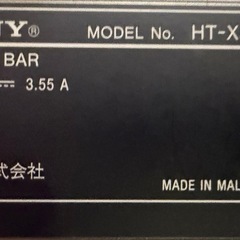 NY® MODEL No. HT-X
BAR
⎓ 3.55 A
式会社
MADE IN MAL